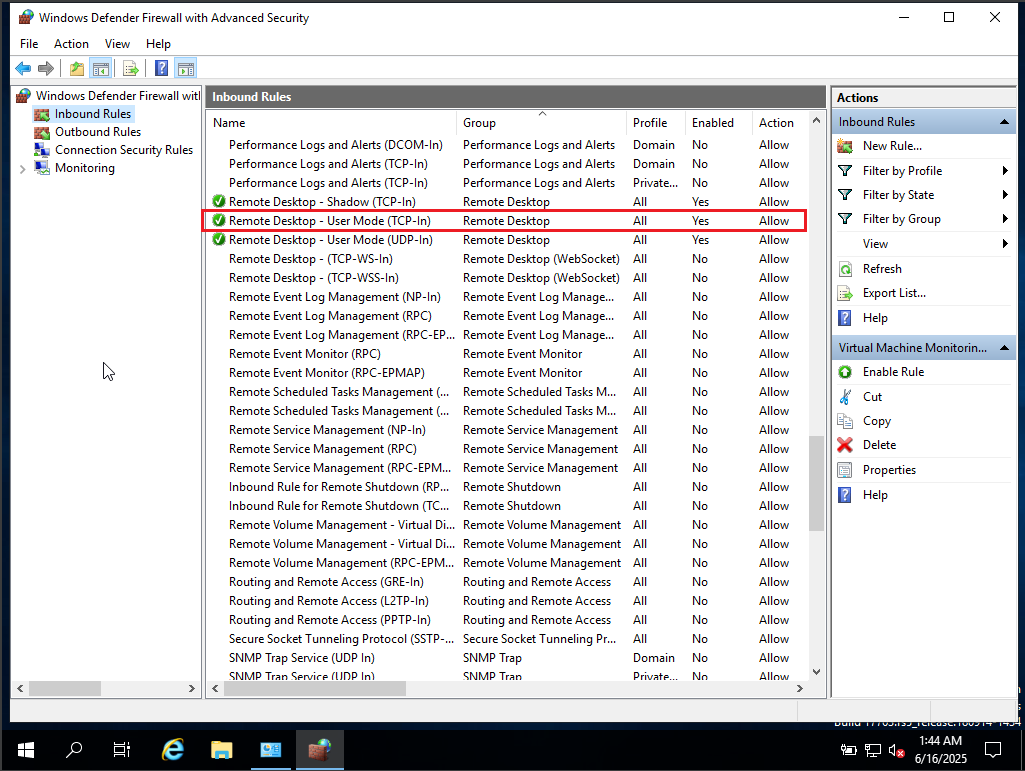 Windows Defender Firewall with Advanced Security
File Action View Help
Windows Defender Firewall wit
Inbound Rules
Outbound Rules
Connection Security Rules
Monitoring
Inbound Rules
Name Group Profile Enabled Action
Performance Logs and Alerts (DCOM-In) Performance Logs and Alerts Domain No Allow
Performance Logs and Alerts (TCP-In) Performance Logs and Alerts Domain No Allow
Performance Logs and Alerts (TCP-In) Performance Logs and Alerts Private... No Allow
Remote Desktop - Shadow (TCP-In) Remote Desktop All Yes Allow
Remote Desktop - User Mode (TCP-In) Remote Desktop All Yes Allow
Remote Desktop - User Mode (UDP-In) Remote Desktop All Yes Allow
Remote Desktop - (TCP-WS-In) Remote Desktop (WebSocket) All No Allow
Remote Desktop - (TCP-WSS-In) Remote Desktop (WebSocket) All No Allow
Remote Event Log Management (NP-In) Remote Event Log Manage... All No Allow
Remote Event Log Management (RPC) Remote Event Log Manage... All No Allow
Remote Event Log Management (RPC-EP... Remote Event Log Manage... All No Allow
Remote Event Monitor (RPC) Remote Event Monitor All No Allow
Remote Event Monitor (RPC-EPMAP) Remote Event Monitor All No Allow
Remote Scheduled Tasks Management (... Remote Scheduled Tasks M... All No Allow
Remote Scheduled Tasks Management (... Remote Scheduled Tasks M... All No Allow
Remote Service Management (NP-In) Remote Service Management All No Allow
Remote Service Management (RPC) Remote Service Management All No Allow
Remote Service Management (RPC-EPM... Remote Service Management All No Allow
Inbound Rule for Remote Shutdown (RP... Remote Shutdown All No Allow
Inbound Rule for Remote Shutdown (TC... Remote Shutdown All No Allow
Remote Volume Management - Virtual Di... Remote Volume Management All No Allow
Remote Volume Management - Virtual Di... Remote Volume Management All No Allow
Remote Volume Management (RPC-EPM... Remote Volume Management All No Allow
Routing and Remote Access (GRE-In) Routing and Remote Access All No Allow
Routing and Remote Access (L2TP-In) Routing and Remote Access All No Allow
Routing and Remote Access (PPTP-In) Routing and Remote Access All No Allow
Secure Socket Tunneling Protocol (SSTP-... Secure Socket Tunneling Pr... All No Allow
SNMP Trap Service (UDP In) SNMP Trap Domain No Allow
SNMP Trap Service (UDP In) SNMP Trap Private... No Allow
Actions
Inbound Rules
New Rule...
Filter by Profile
Filter by State
Filter by Group
View
Refresh
Export List...
Help
Virtual Machine Monitorin...
Enable Rule
Cut
Copy
Delete
Properties
Help
1:44 AM
6/16/2025